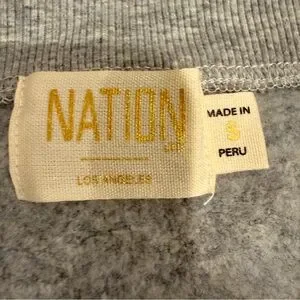 NATION
LTD
LOS ANGELES
MADE IN
S
PERU